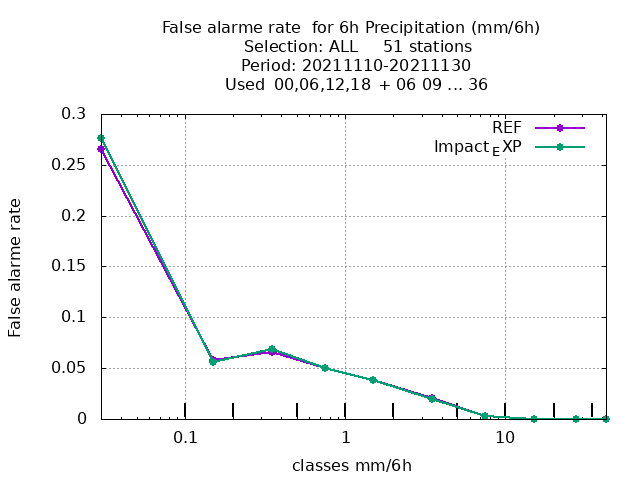 False alarme rate  for 6h Precipitation (mm/6h)
Selection: ALL     51 stations
Period: 20211110-20211130
Used  00,06,12,18  + 06 09 ... 36
REF
Impact_EXP
0.3
0.25
0.2
0.15
0.1
0.05
0
False alarme rate
0.1
1
10
classes mm/6h